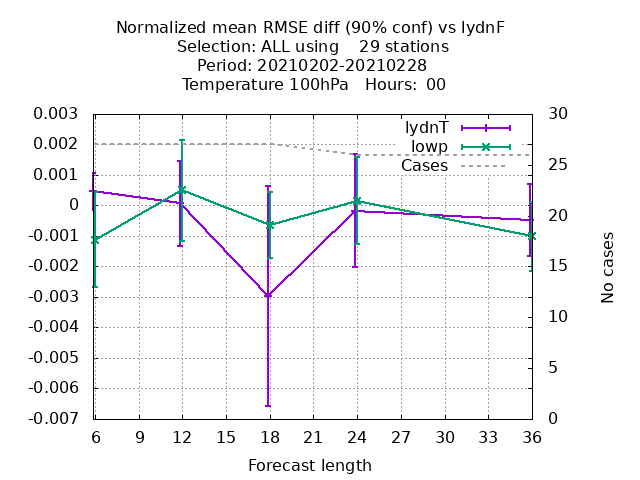 Normalized mean RMSE diff (90% conf) vs lydnF
Selection: ALL using    29 stations
Period: 20210202-20210228
Temperature 100hPa   Hours:  00
0.003
0.002
0.001
0
-0.001
-0.002
-0.003
-0.004
-0.005
-0.006
-0.007
lydnT
lowp
Cases
30
25
20
15
10
5
0
No cases
6 9 12 15 18 21 24 27 30 33 36
Forecast length